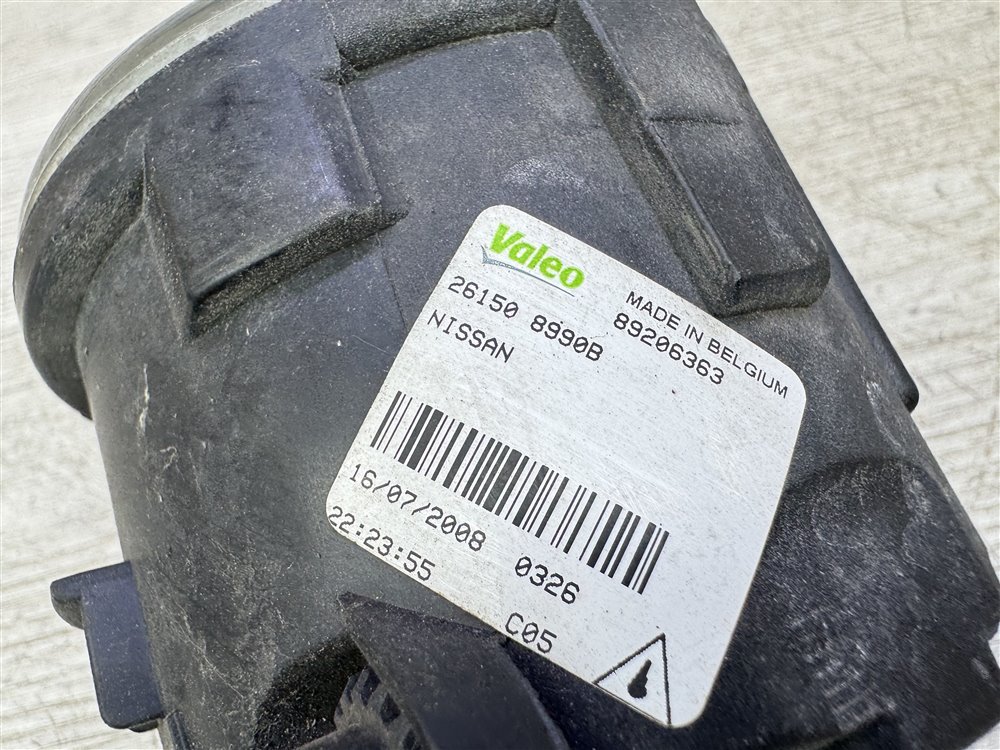 Valeo
MADE IN BELGIUM
26150 8990B 89206363
NISSAN
16/07/2008 0326
22:23:55 C05